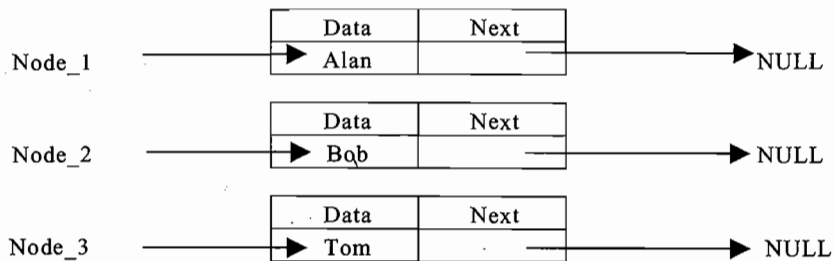 Data Next
Node_1 Alan NULL
Data Next
Node_2 Bob NULL
Data Next
Node_3 Tom NULL